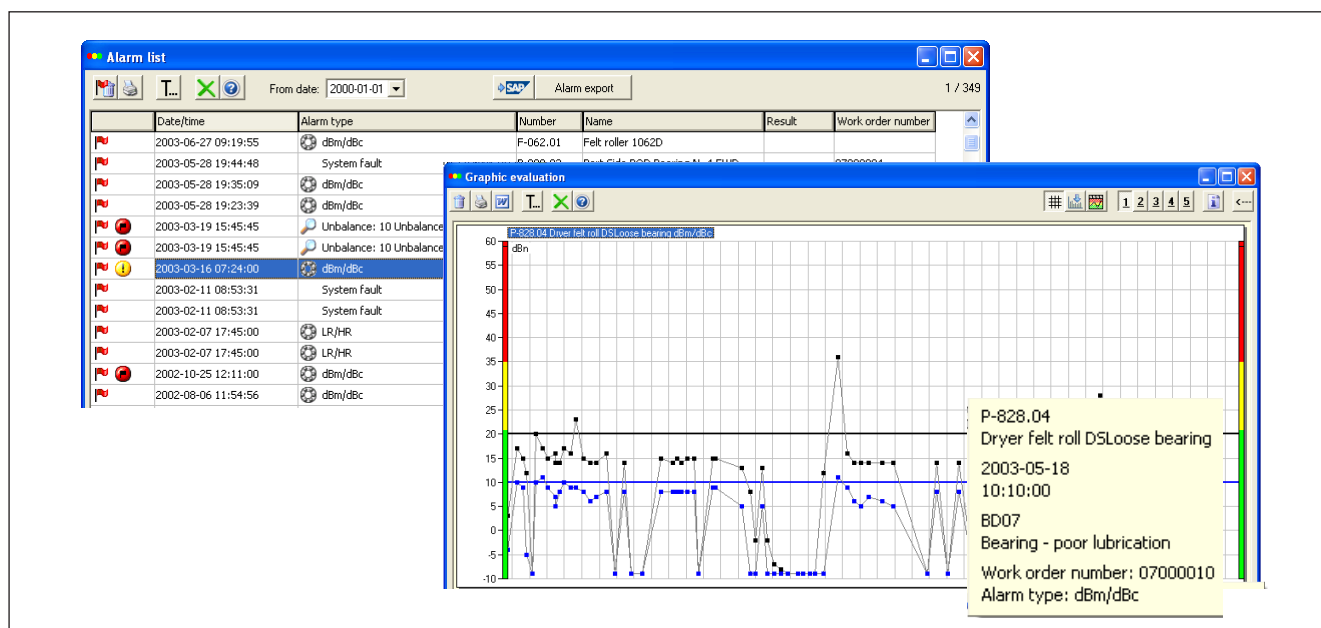 Alarm list
T... From date: 2000-01-01 SAP Alarm export 1 / 349
Date/time Alarm type Number Name Result Work order number
2003-06-27 09:19:55 dBm/dBc F-062.01 Felt roller 1062D
2003-05-28 19:44:48 System fault
2003-05-28 19:35:09 dBm/dBc
2003-05-28 19:23:39 dBm/dBc
2003-03-19 15:45:45 Unbalance: 10 Unbalance
2003-03-19 15:45:45 Unbalance: 10 Unbalance
2003-03-16 07:24:00 dBm/dBc
2003-02-11 08:53:31 System fault
2003-02-11 08:53:31 System fault
2003-02-07 17:45:00 LR/HR
2003-02-07 17:45:00 LR/HR
2002-10-25 12:11:00 dBm/dBc
2002-08-06 11:54:56 dBm/dBc
Graphic evaluation
W T... 1 2 3 4 5 <---
P-828.04 Dryer felt roll DSLoose bearing dBm/dBc
dBn
60
55
50
45
40
35
30
25
20
15
10
5
0
-5
-10
P-828.04
Dryer felt roll DSLoose bearing
2003-05-18
10:10:00
BD07
Bearing - poor lubrication
Work order number: 07000010
Alarm type: dBm/dBc